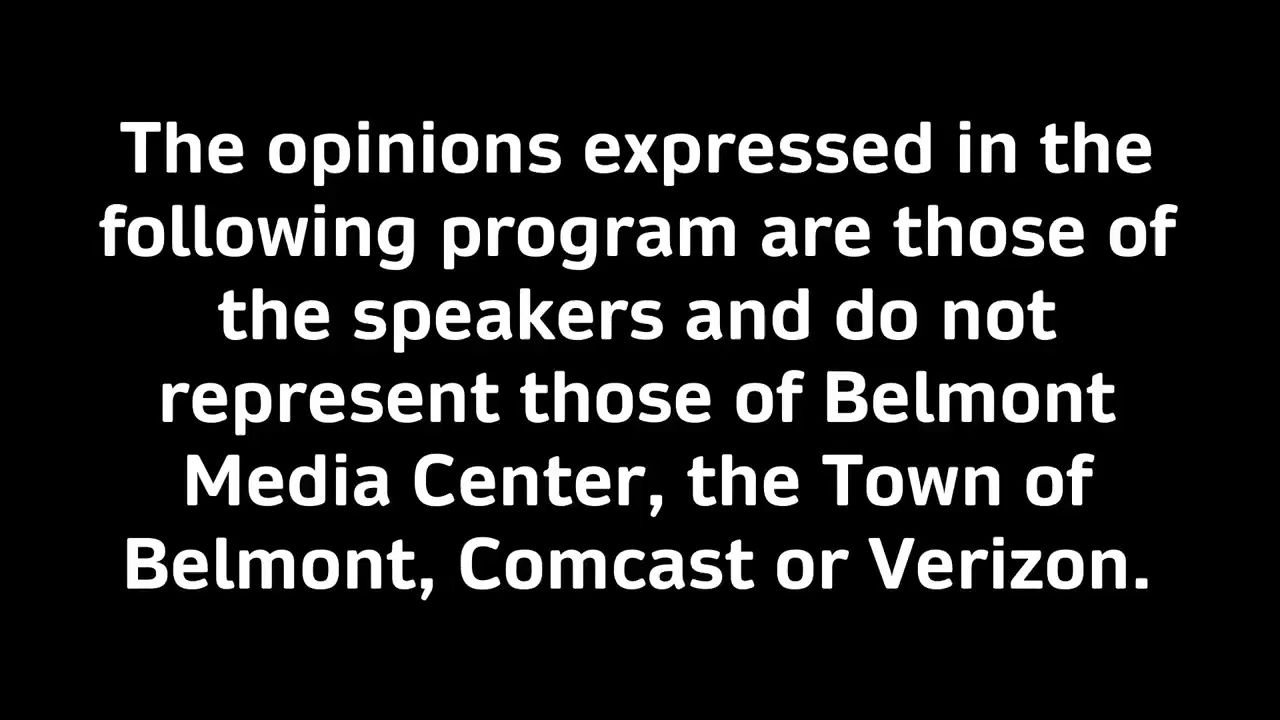 The opinions expressed in the
following program are those of
the speakers and do not
represent those of Belmont
Media Center, the Town of
Belmont, Comcast or Verizon.